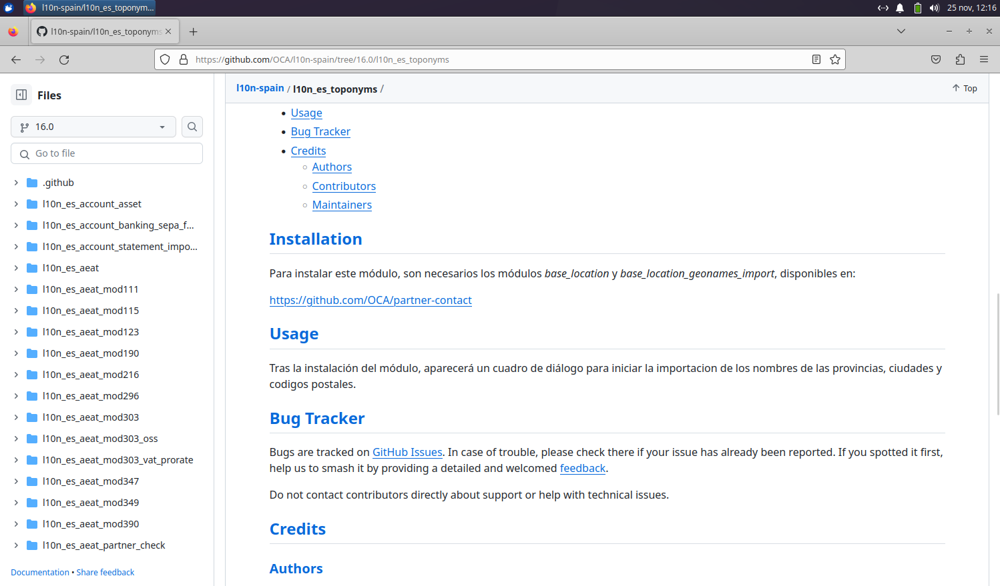 l10n-spain/l10n_es_toponym...
25 nov, 12:16
l10n-spain/l10n_es_toponyms
https://github.com/OCA/l10n-spain/tree/16.0/l10n_es_toponyms
Files
16.0
Go to file
.github
l10n_es_account_asset
l10n_es_account_banking_sepa_f...
l10n_es_account_statement_impo...
l10n_es_aeat
l10n_es_aeat_mod111
l10n_es_aeat_mod115
l10n_es_aeat_mod123
l10n_es_aeat_mod190
l10n_es_aeat_mod216
l10n_es_aeat_mod296
l10n_es_aeat_mod303
l10n_es_aeat_mod303_oss
l10n_es_aeat_mod303_vat_prorate
l10n_es_aeat_mod347
l10n_es_aeat_mod349
l10n_es_aeat_mod390
l10n_es_aeat_partner_check
Documentation • Share feedback
l10n-spain / l10n_es_toponyms /
Top
Usage
Bug Tracker
Credits
Authors
Contributors
Maintainers
Installation
Para instalar este módulo, son necesarios los módulos base_location y base_location_geonames_import, disponibles en:
https://github.com/OCA/partner-contact
Usage
Tras la instalación del módulo, aparecerá un cuadro de diálogo para iniciar la importacion de los nombres de las provincias, ciudades y
codigos postales.
Bug Tracker
Bugs are tracked on GitHub Issues. In case of trouble, please check there if your issue has already been reported. If you spotted it first,
help us to smash it by providing a detailed and welcomed feedback.
Do not contact contributors directly about support or help with technical issues.
Credits
Authors